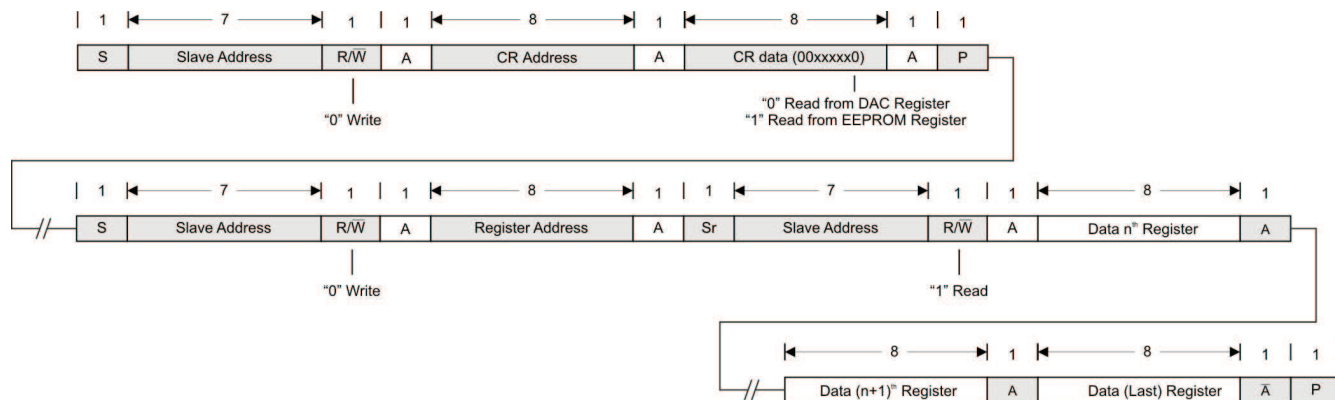 1 7 1 1 8 1 8 1 1
S Slave Address R/W̅ A CR Address A CR data (00xxxxx0) A P
“0” Write
“0” Read from DAC Register
“1” Read from EEPROM Register
1 7 1 1 8 1 1 7 1 1 8 1
S Slave Address R/W̅ A Register Address A Sr Slave Address R/W̅ A Data nᵗʰ Register A
“0” Write “1” Read
8 1 8 1 1
Data (n+1)ᵗʰ Register A Data (Last) Register A̅ P